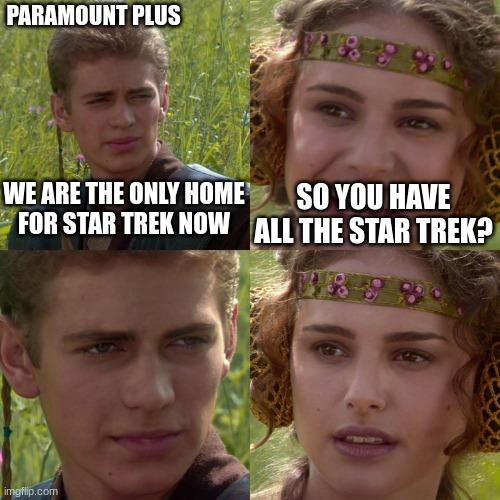 PARAMOUNT PLUS
WE ARE THE ONLY HOME
FOR STAR TREK NOW
SO YOU HAVE
ALL THE STAR TREK?
imgflip.com